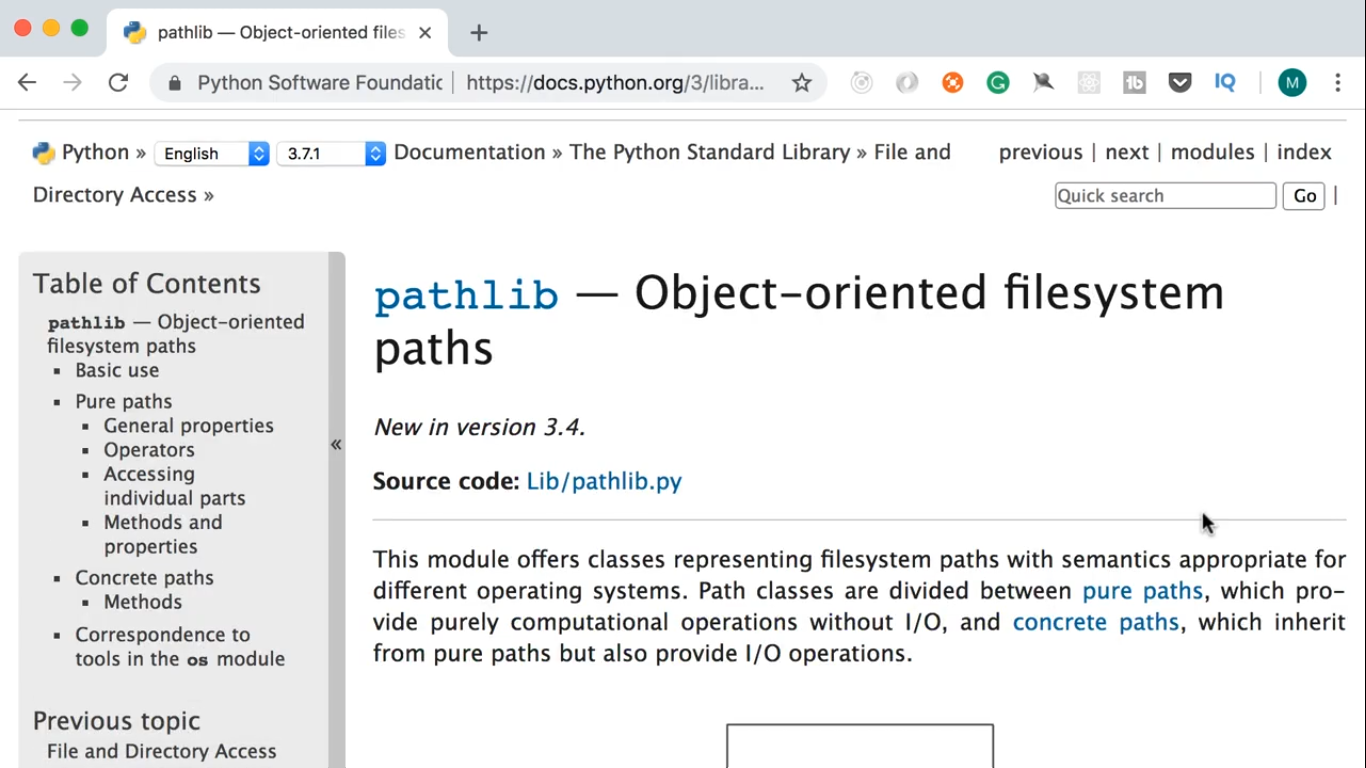 pathlib — Object-oriented files
Python Software Foundatic | https://docs.python.org/3/libra...
M
Python » English 3.7.1 Documentation » The Python Standard Library » File and
Directory Access »
previous | next | modules | index
Quick search Go |
Table of Contents
pathlib — Object-oriented
filesystem paths
Basic use
Pure paths
General properties
Operators
Accessing
individual parts
Methods and
properties
Concrete paths
Methods
Correspondence to
tools in the os module
Previous topic
File and Directory Access
«
pathlib — Object-oriented filesystem
paths
New in version 3.4.
Source code: Lib/pathlib.py
This module offers classes representing filesystem paths with semantics appropriate for
different operating systems. Path classes are divided between pure paths, which pro-
vide purely computational operations without I/O, and concrete paths, which inherit
from pure paths but also provide I/O operations.